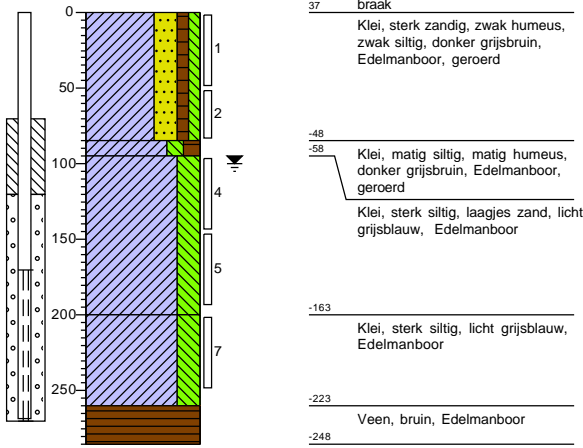 0
50
100
150
200
250
1
2
4
5
7
37 braak
Klei, sterk zandig, zwak humeus,
zwak siltig, donker grijsbruin,
Edelmanboor, geroerd
-48
Klei, matig siltig, matig humeus,
donker grijsbruin, Edelmanboor,
geroerd
-58
Klei, sterk siltig, laagjes zand, licht
grijsblauw, Edelmanboor
-163
Klei, sterk siltig, licht grijsblauw,
Edelmanboor
-223
Veen, bruin, Edelmanboor
-248